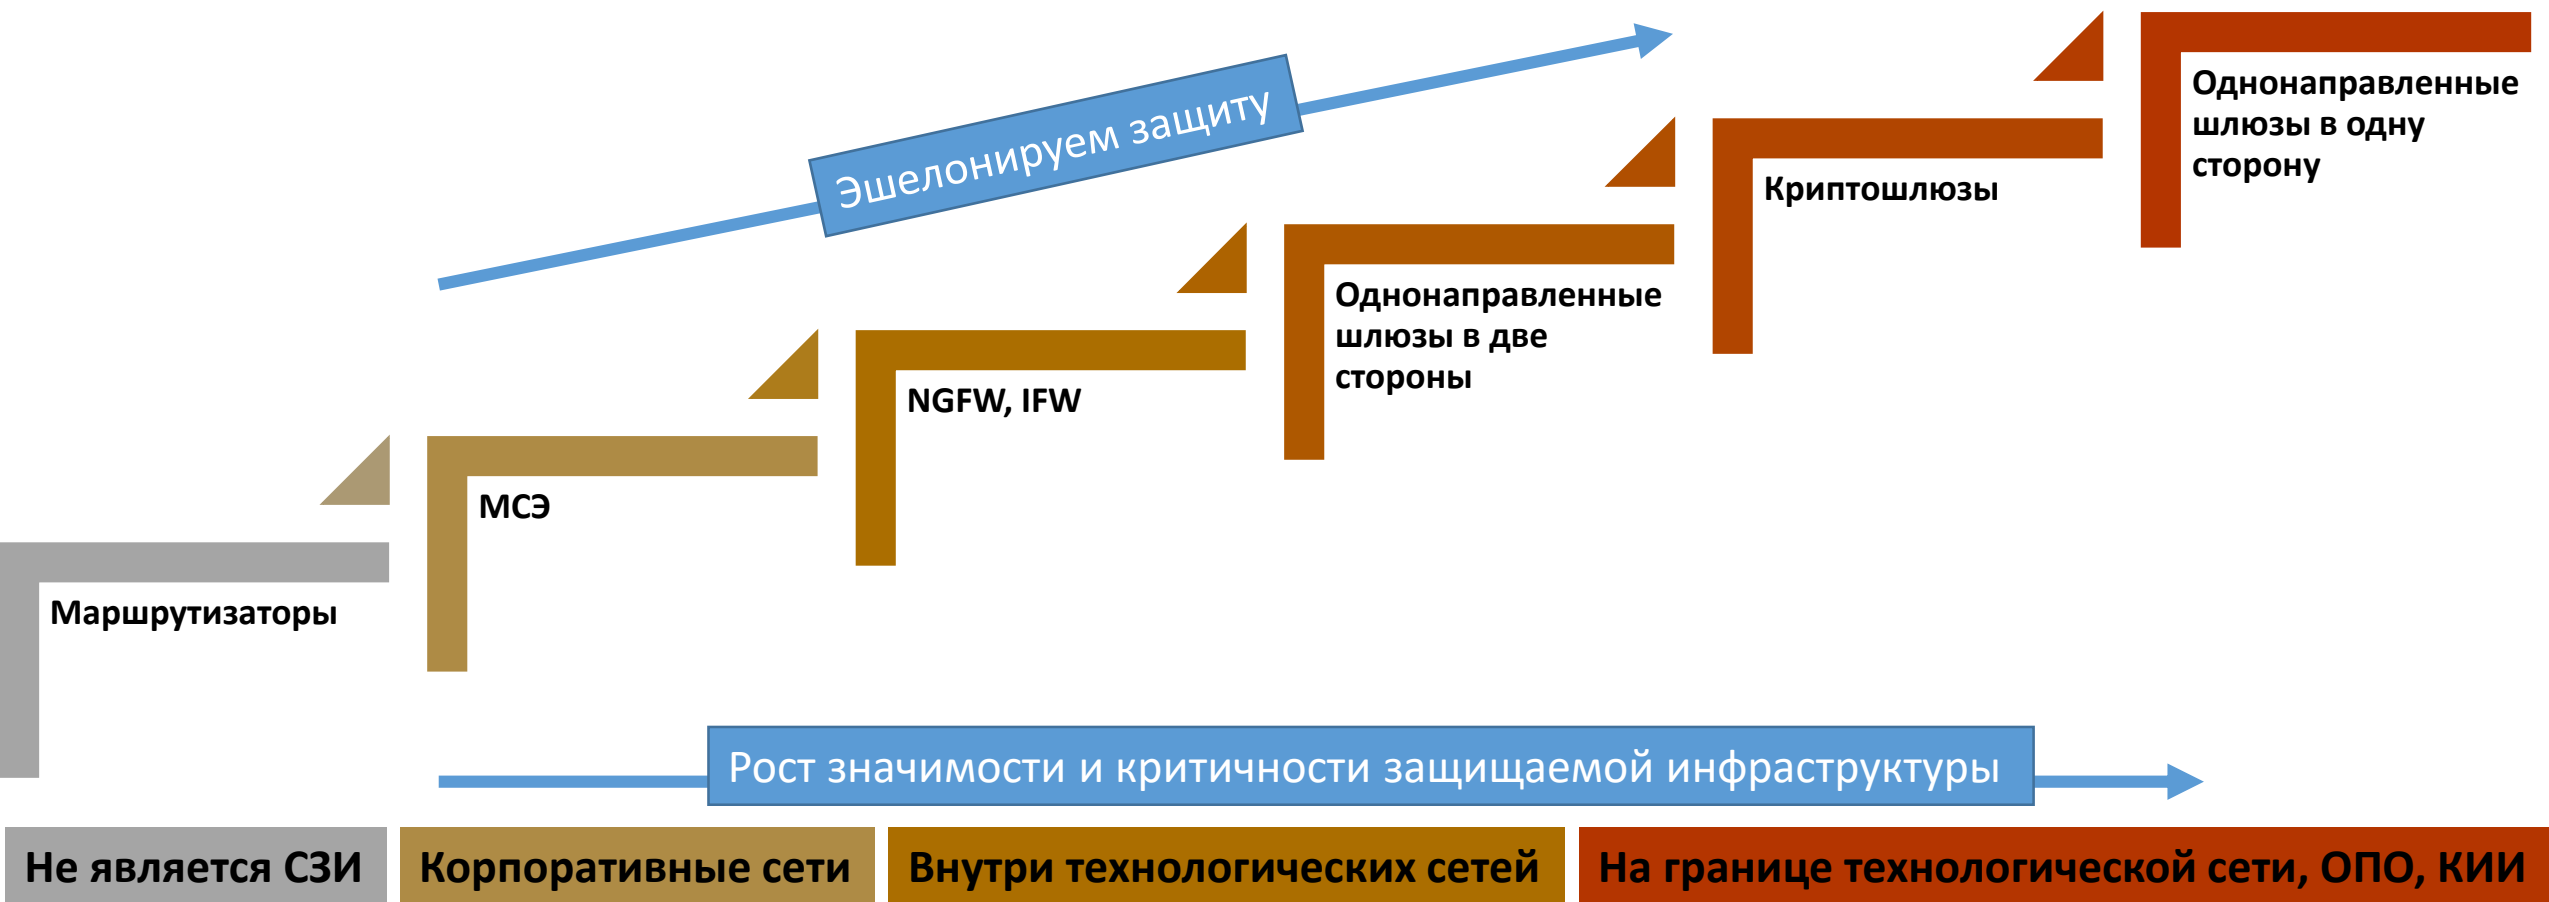 Эшелонируем защиту
Однонаправленные
шлюзы в одну
сторону
Криптошлюзы
Однонаправленные
шлюзы в две
стороны
NGFW, IFW
МСЭ
Маршрутизаторы
Рост значимости и критичности защищаемой инфраструктуры
Не является СЗИ
Корпоративные сети
Внутри технологических сетей
На границе технологической сети, ОПО, КИИ